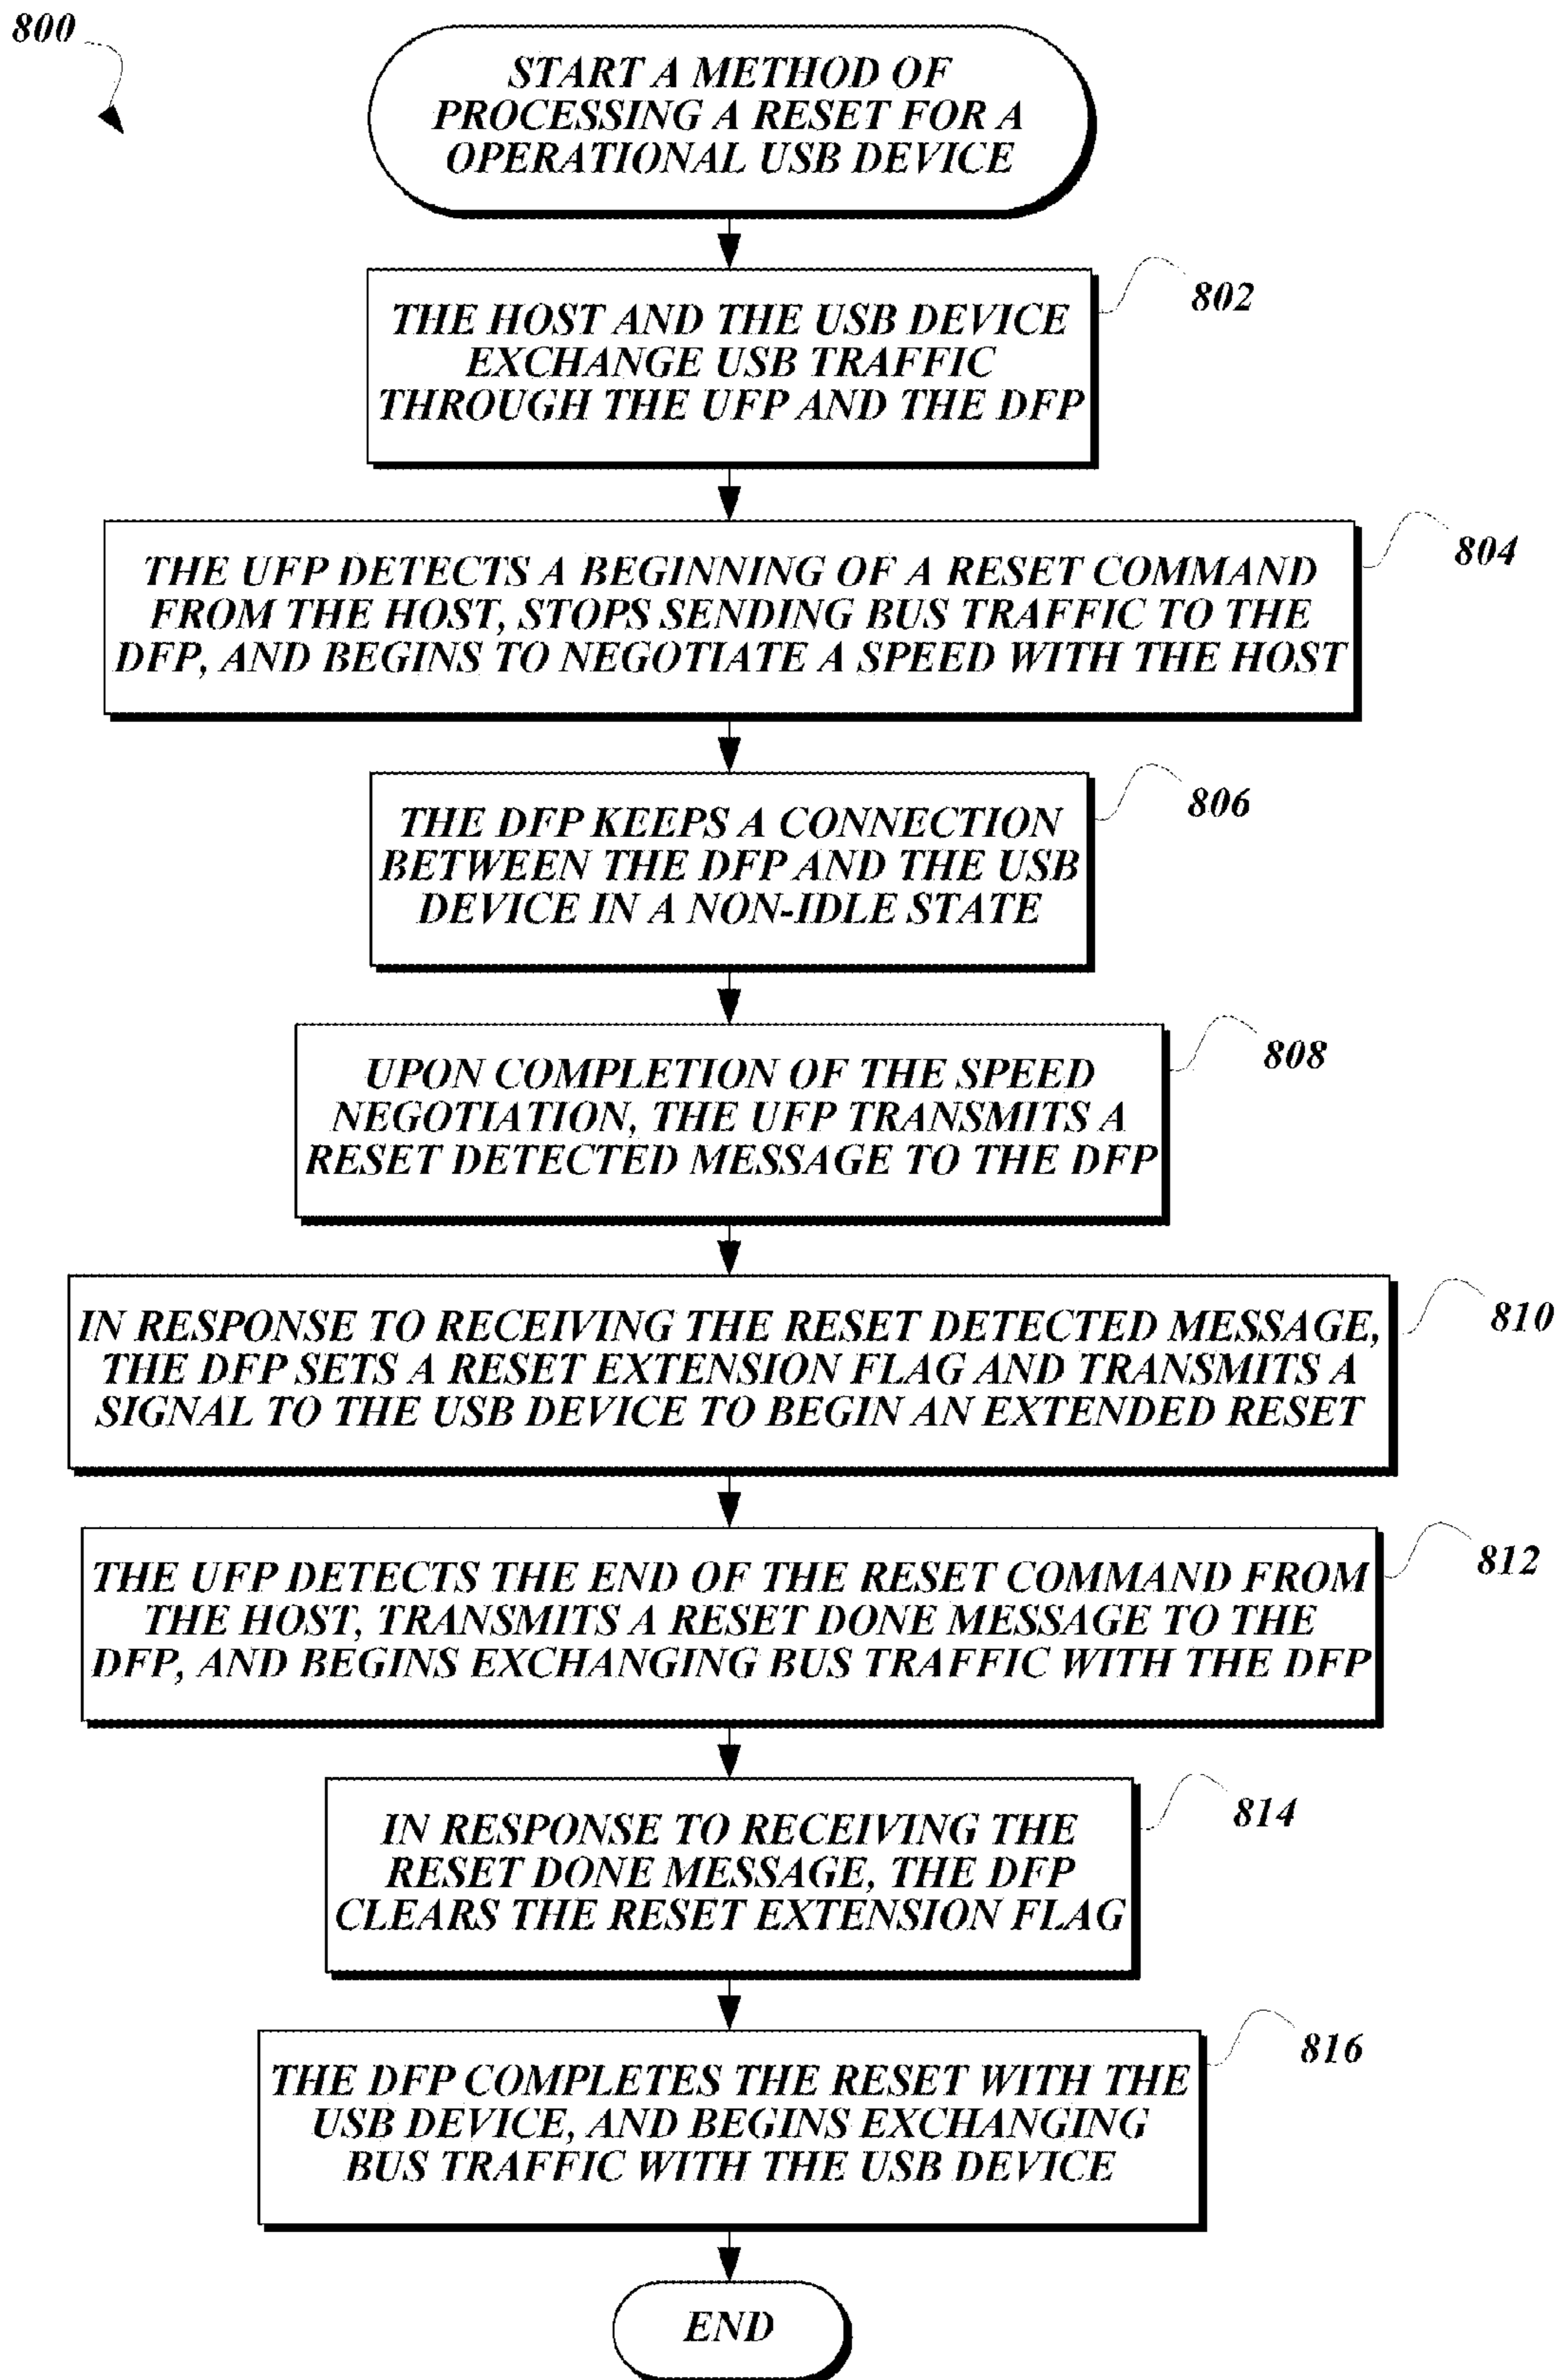 800
START A METHOD OF
PROCESSING A RESET FOR A
OPERATIONAL USB DEVICE
THE HOST AND THE USB DEVICE
EXCHANGE USB TRAFFIC
THROUGH THE UFP AND THE DFP
802
THE UFP DETECTS A BEGINNING OF A RESET COMMAND
FROM THE HOST, STOPS SENDING BUS TRAFFIC TO THE
DFP, AND BEGINS TO NEGOTIATE A SPEED WITH THE HOST
804
THE DFP KEEPS A CONNECTION
BETWEEN THE DFP AND THE USB
DEVICE IN A NON-IDLE STATE
806
UPON COMPLETION OF THE SPEED
NEGOTIATION, THE UFP TRANSMITS A
RESET DETECTED MESSAGE TO THE DFP
808
IN RESPONSE TO RECEIVING THE RESET DETECTED MESSAGE,
THE DFP SETS A RESET EXTENSION FLAG AND TRANSMITS A
SIGNAL TO THE USB DEVICE TO BEGIN AN EXTENDED RESET
810
THE UFP DETECTS THE END OF THE RESET COMMAND FROM
THE HOST, TRANSMITS A RESET DONE MESSAGE TO THE
DFP, AND BEGINS EXCHANGING BUS TRAFFIC WITH THE DFP
812
IN RESPONSE TO RECEIVING THE
RESET DONE MESSAGE, THE DFP
CLEARS THE RESET EXTENSION FLAG
814
THE DFP COMPLETES THE RESET WITH THE
USB DEVICE, AND BEGINS EXCHANGING
BUS TRAFFIC WITH THE USB DEVICE
816
END